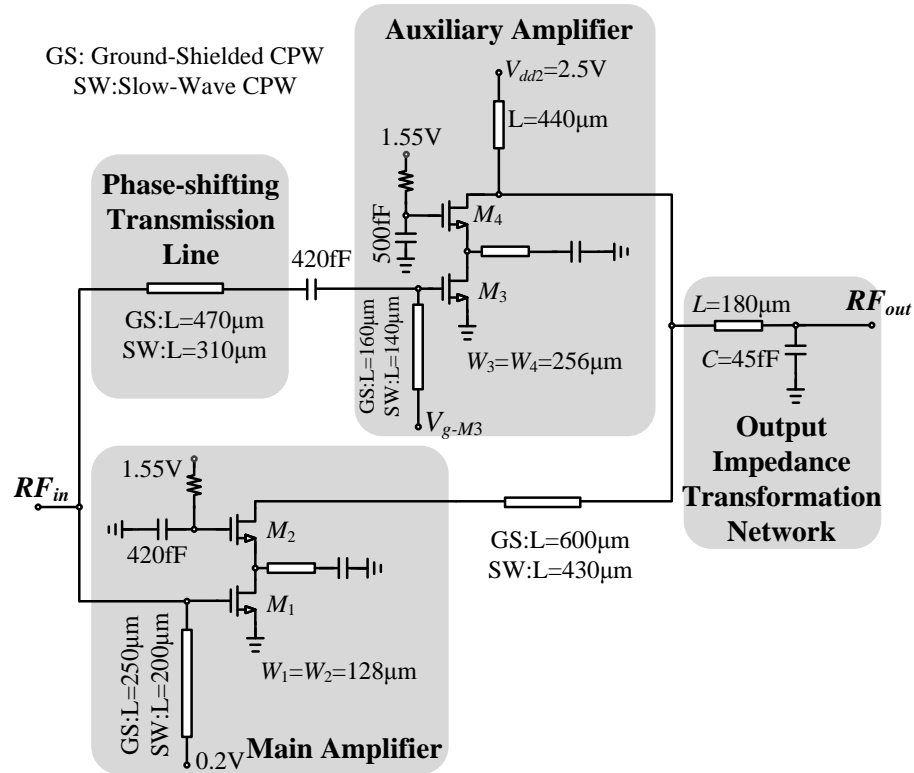 GS: Ground-Shielded CPW
SW:Slow-Wave CPW
Auxiliary Amplifier
Vdd2=2.5V
L=440μm
1.55V
500fF
M4
M3
W3=W4=256μm
GS:L=160μm
SW:L=140μm
Vg-M3
Phase-shifting
Transmission
Line
GS:L=470μm
SW:L=310μm
420fF
RFin
1.55V
420fF
M2
M1
W1=W2=128μm
GS:L=250μm
SW:L=200μm
0.2V
Main Amplifier
GS:L=600μm
SW:L=430μm
L=180μm
RFout
C=45fF
Output
Impedance
Transformation
Network